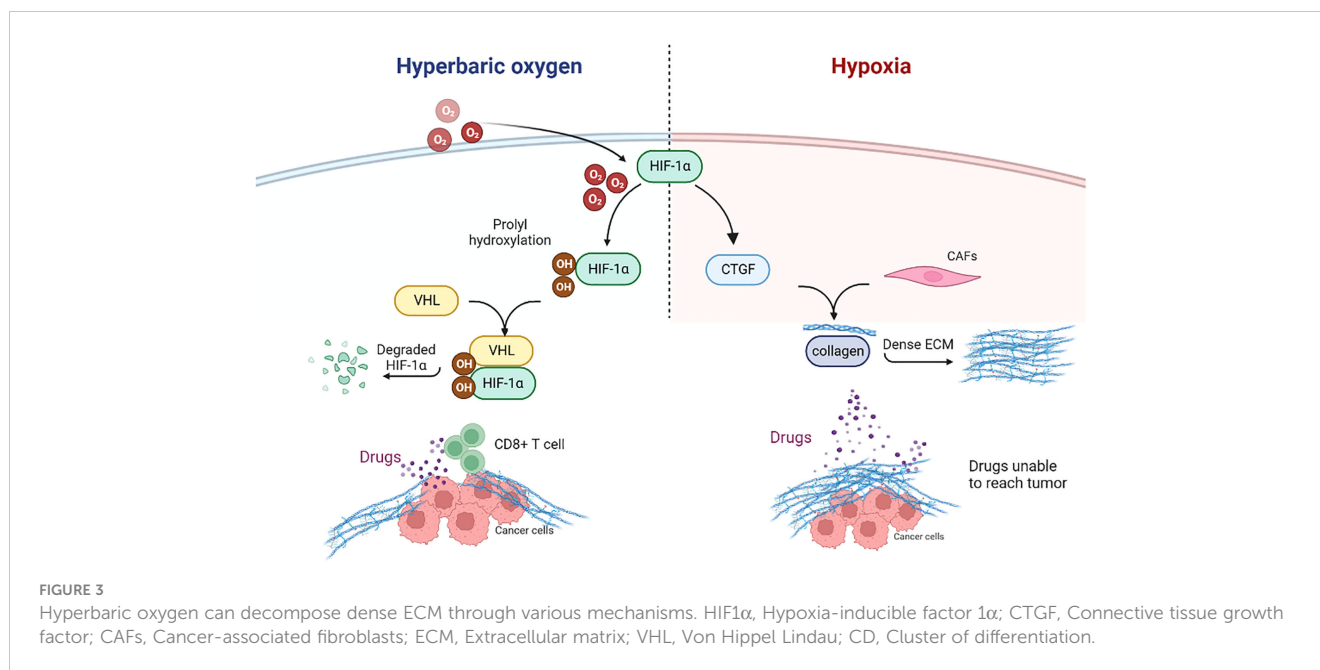 Hyperbaric oxygen
Hypoxia
O₂
O₂
O₂
HIF-1α
O₂
O₂
O₂
Prolyl
hydroxylation
OH
HIF-1α
OH
CTGF
CAFs
VHL
VHL
OH
HIF-1α
OH
Degraded
HIF-1α
collagen
Dense ECM
Drugs
CD8+ T cell
Cancer cells
Drugs
Drugs unable
to reach tumor
Cancer cells
FIGURE 3
Hyperbaric oxygen can decompose dense ECM through various mechanisms. HIF1α, Hypoxia-inducible factor 1α; CTGF, Connective tissue growth
factor; CAFs, Cancer-associated fibroblasts; ECM, Extracellular matrix; VHL, Von Hippel Lindau; CD, Cluster of differentiation.